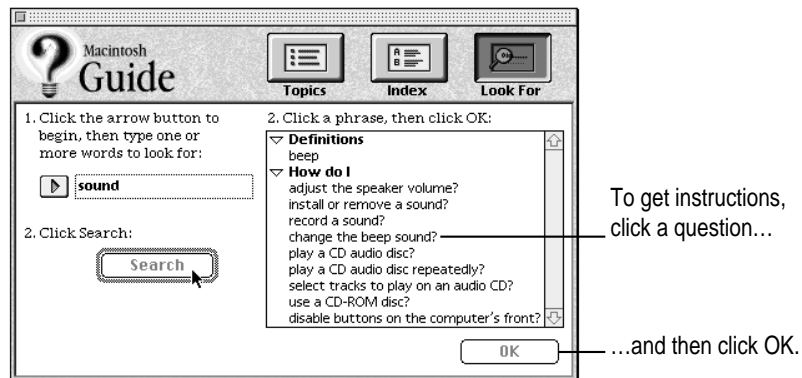 Macintosh
Guide
Topics
A
B
Index
Look For
1. Click the arrow button to
begin, then type one or
more words to look for:
sound
2. Click Search:
Search
2. Click a phrase, then click OK:
Definitions
beep
How do I
adjust the speaker volume?
install or remove a sound?
record a sound?
change the beep sound?
play a CD audio disc?
play a CD audio disc repeatedly?
select tracks to play on an audio CD?
use a CD-ROM disc?
disable buttons on the computer's front?
OK
To get instructions,
click a question…
…and then click OK.